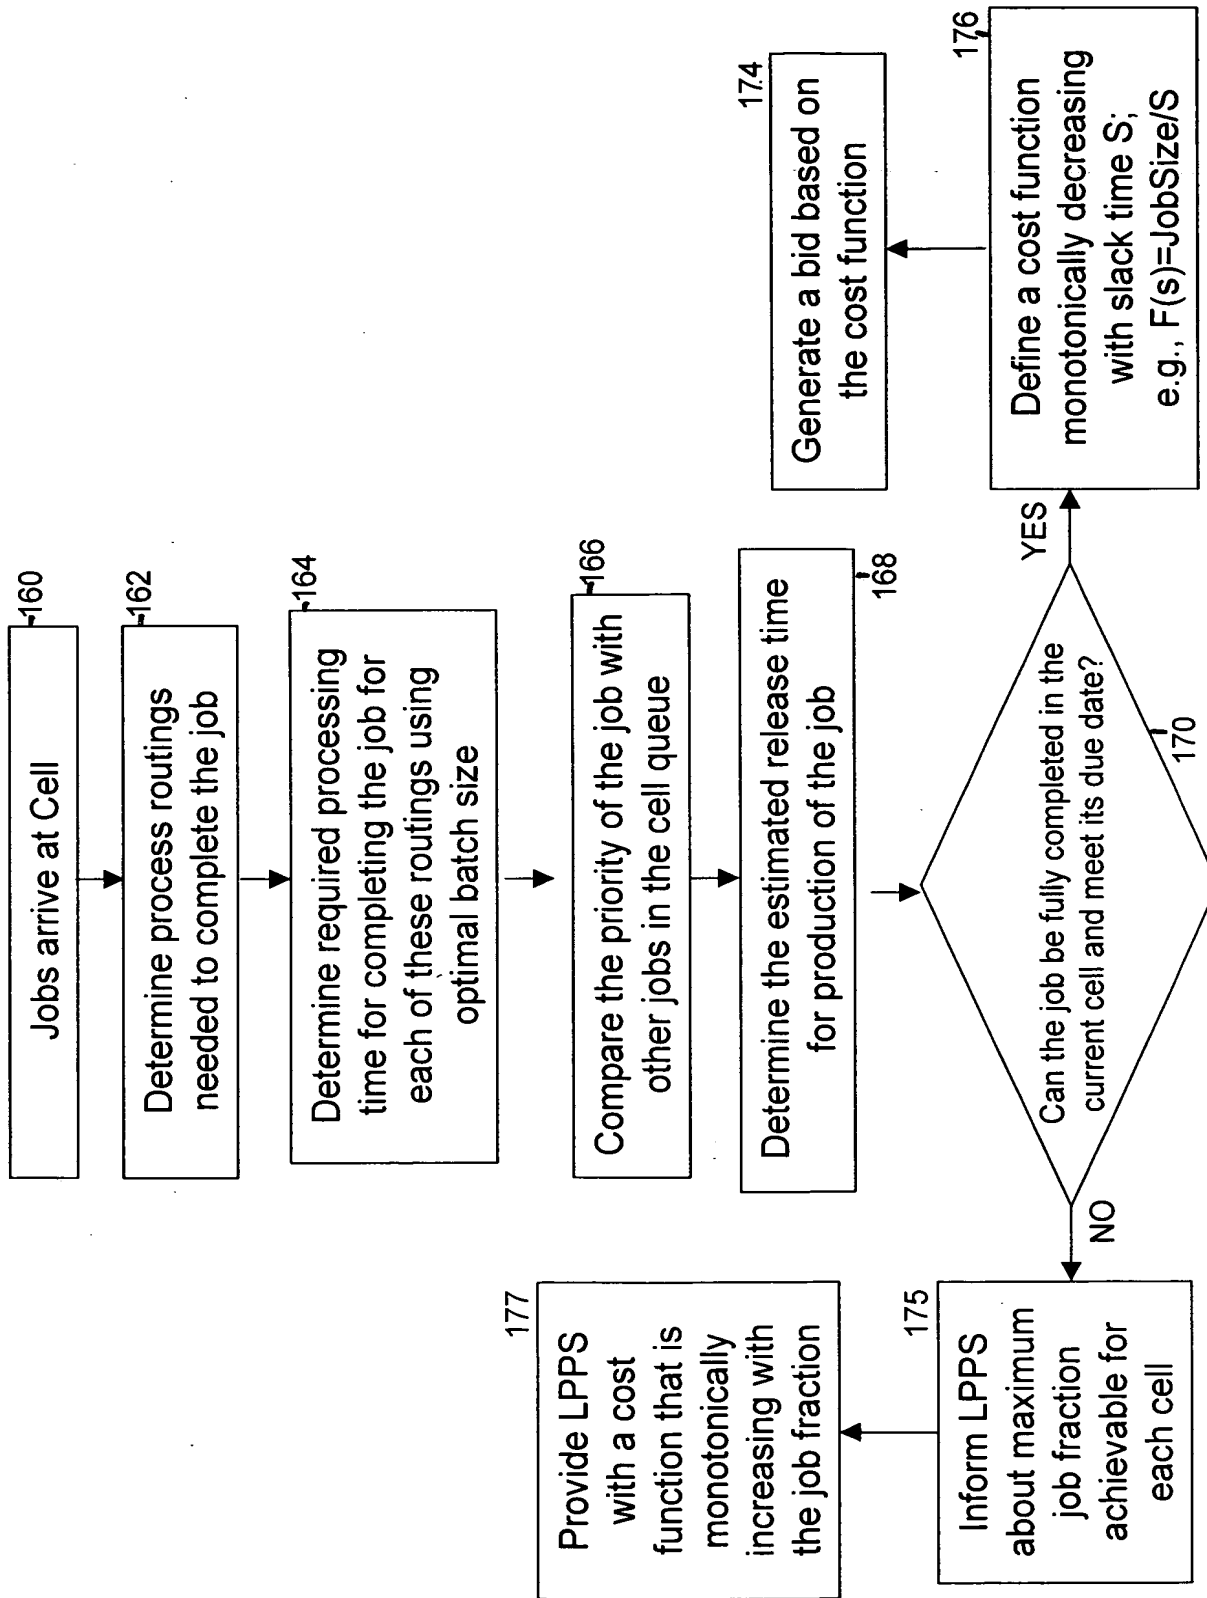 Jobs arrive at Cell
160
Determine process routings
needed to complete the job
162
Determine required processing
time for completing the job for
each of these routings using
optimal batch size
164
Compare the priority of the job with
other jobs in the cell queue
166
Determine the estimated release time
for production of the job
168
Can the job be fully completed in the
current cell and meet its due date?
170
NO
YES
Inform LPPS
about maximum
job fraction
achievable for
each cell
175
Provide LPPS
with a cost
function that is
monotonically
increasing with
the job fraction
177
Define a cost function
monotonically decreasing
with slack time S;
e.g., F(s)=JobSize/S
176
Generate a bid based on
the cost function
174